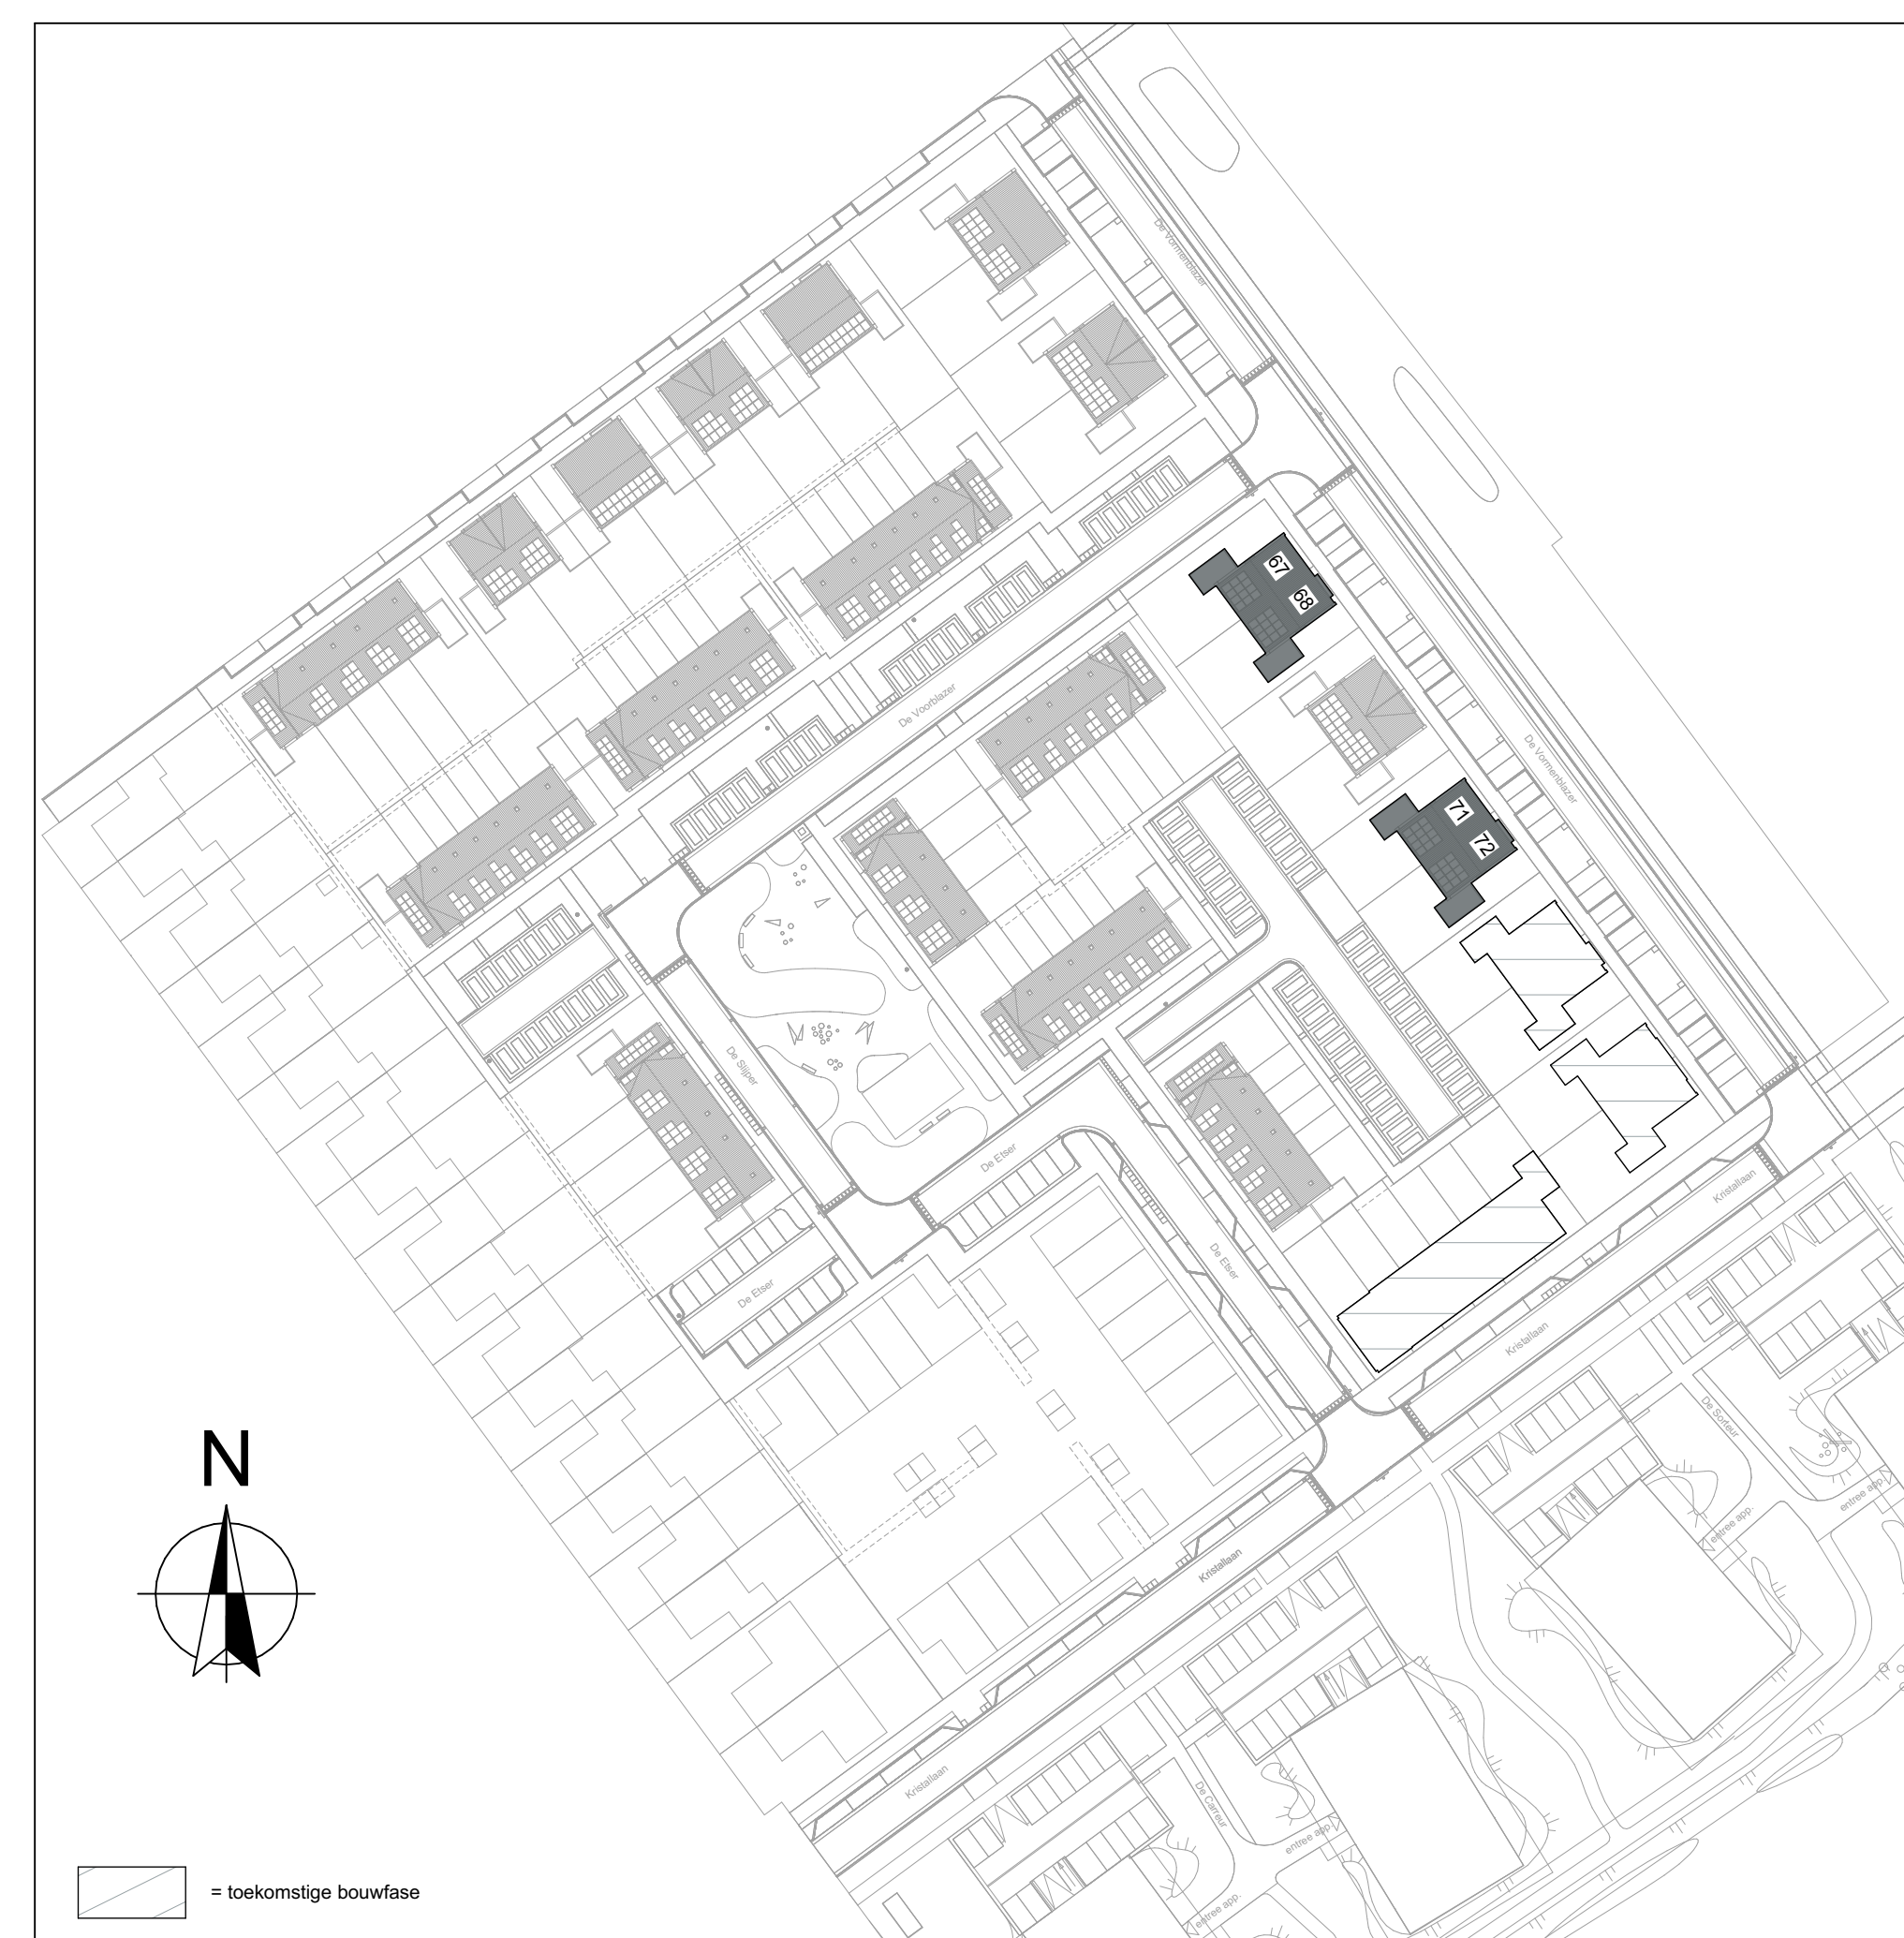 De Vormenblazer
67
68
De Voorblazer
De Vormenblazer
71
72
De Slijper
De Etser
Kristallaan
De Etser
De Etser
Kristallaan
De Sorteur
entree app.
entree app.
Kristallaan
N
Kristallaan
De Carreur
entree app.
entree app.
= toekomstige bouwfase